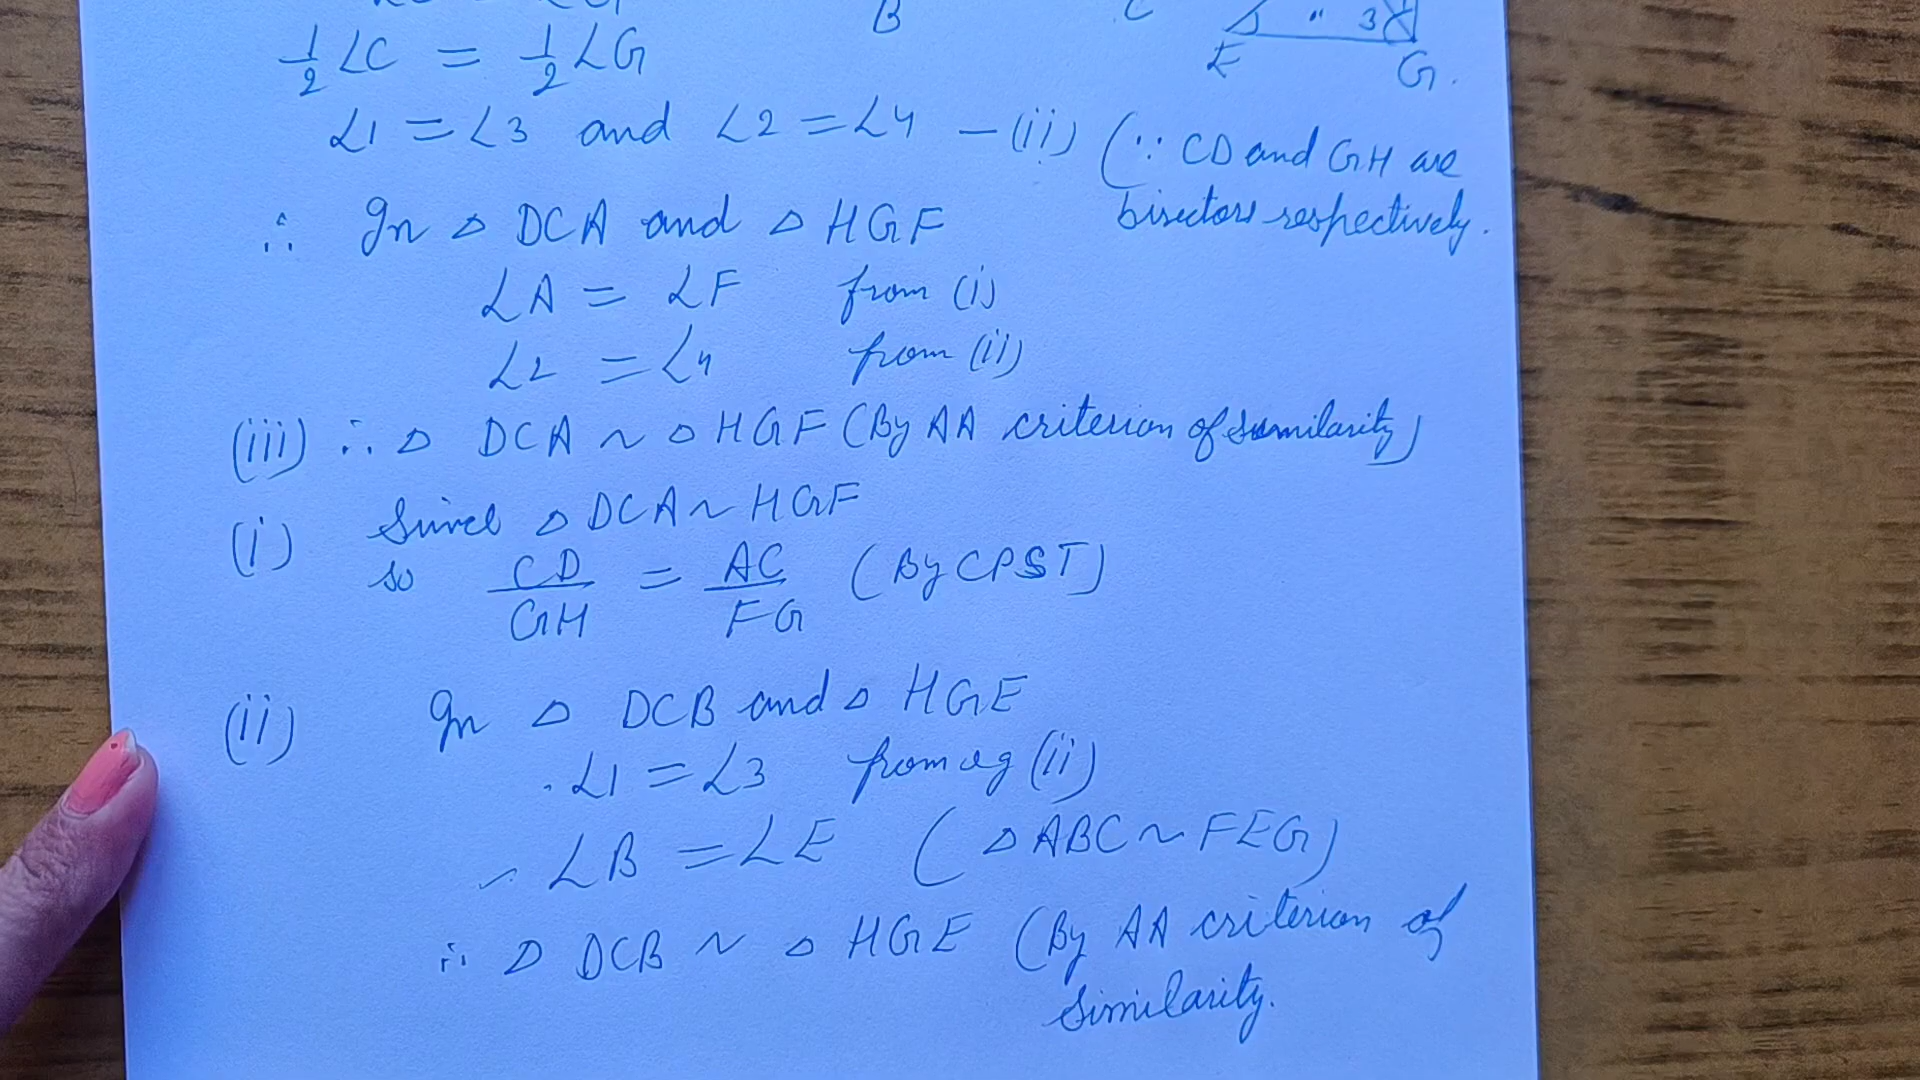 B C
" 3
E G.
1/2 ∠C = 1/2 ∠G
∠1 = ∠3 and ∠2 = ∠4 — (ii) (∵ CD and GH are
bisectors respectively.
∴ In △ DCA and △ HGF
∠A = ∠F from (i)
∠2 = ∠4 from (ii)
(iii) ∴ △ DCA ~ △ HGF (By AA criterion of similarity)
(i) Since △ DCA ~ HGF
so CD/GH = AC/FG (By CPST)
(ii) In △ DCB and △ HGE
∠1 = ∠3 from eq (ii)
∠B = ∠E (△ ABC ~ FEG)
∴ △ DCB ~ △ HGE (By AA criterion of
similarity.